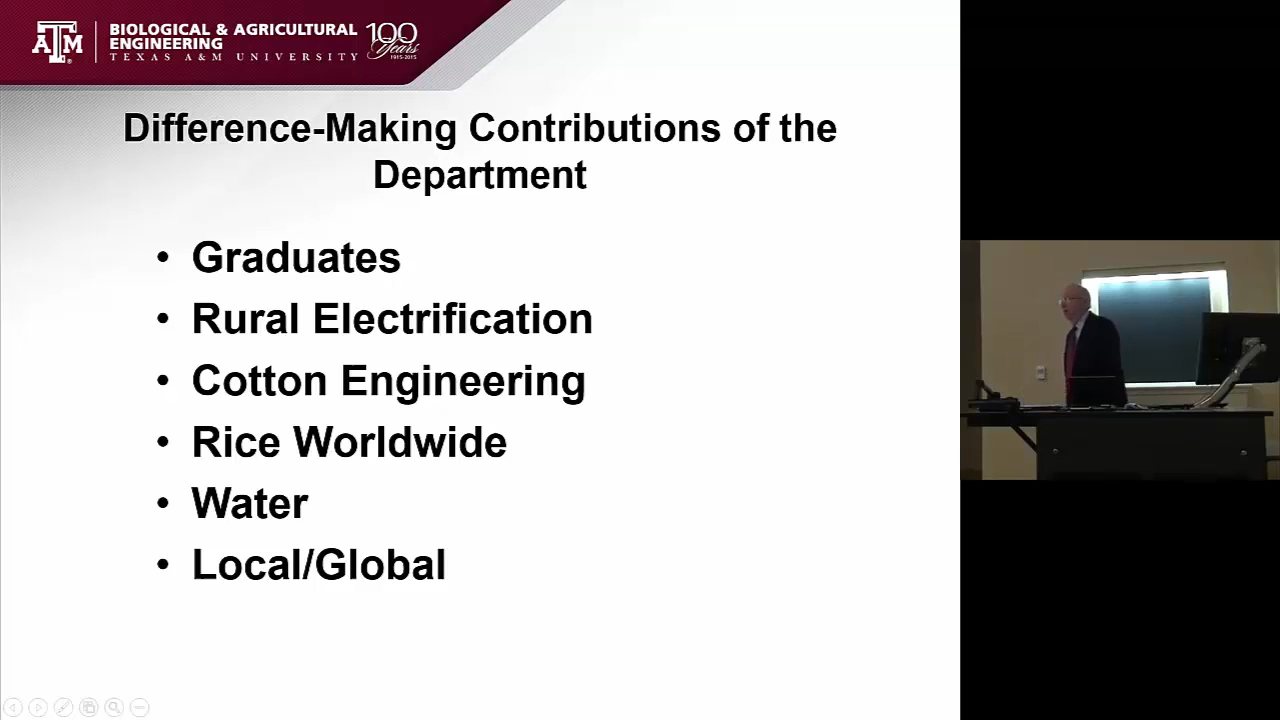 ĀTM
BIOLOGICAL & AGRICULTURAL
ENGINEERING
TEXAS A&M UNIVERSITY
100
Years
1915-2015
Difference-Making Contributions of the
Department
• Graduates
• Rural Electrification
• Cotton Engineering
• Rice Worldwide
• Water
• Local/Global